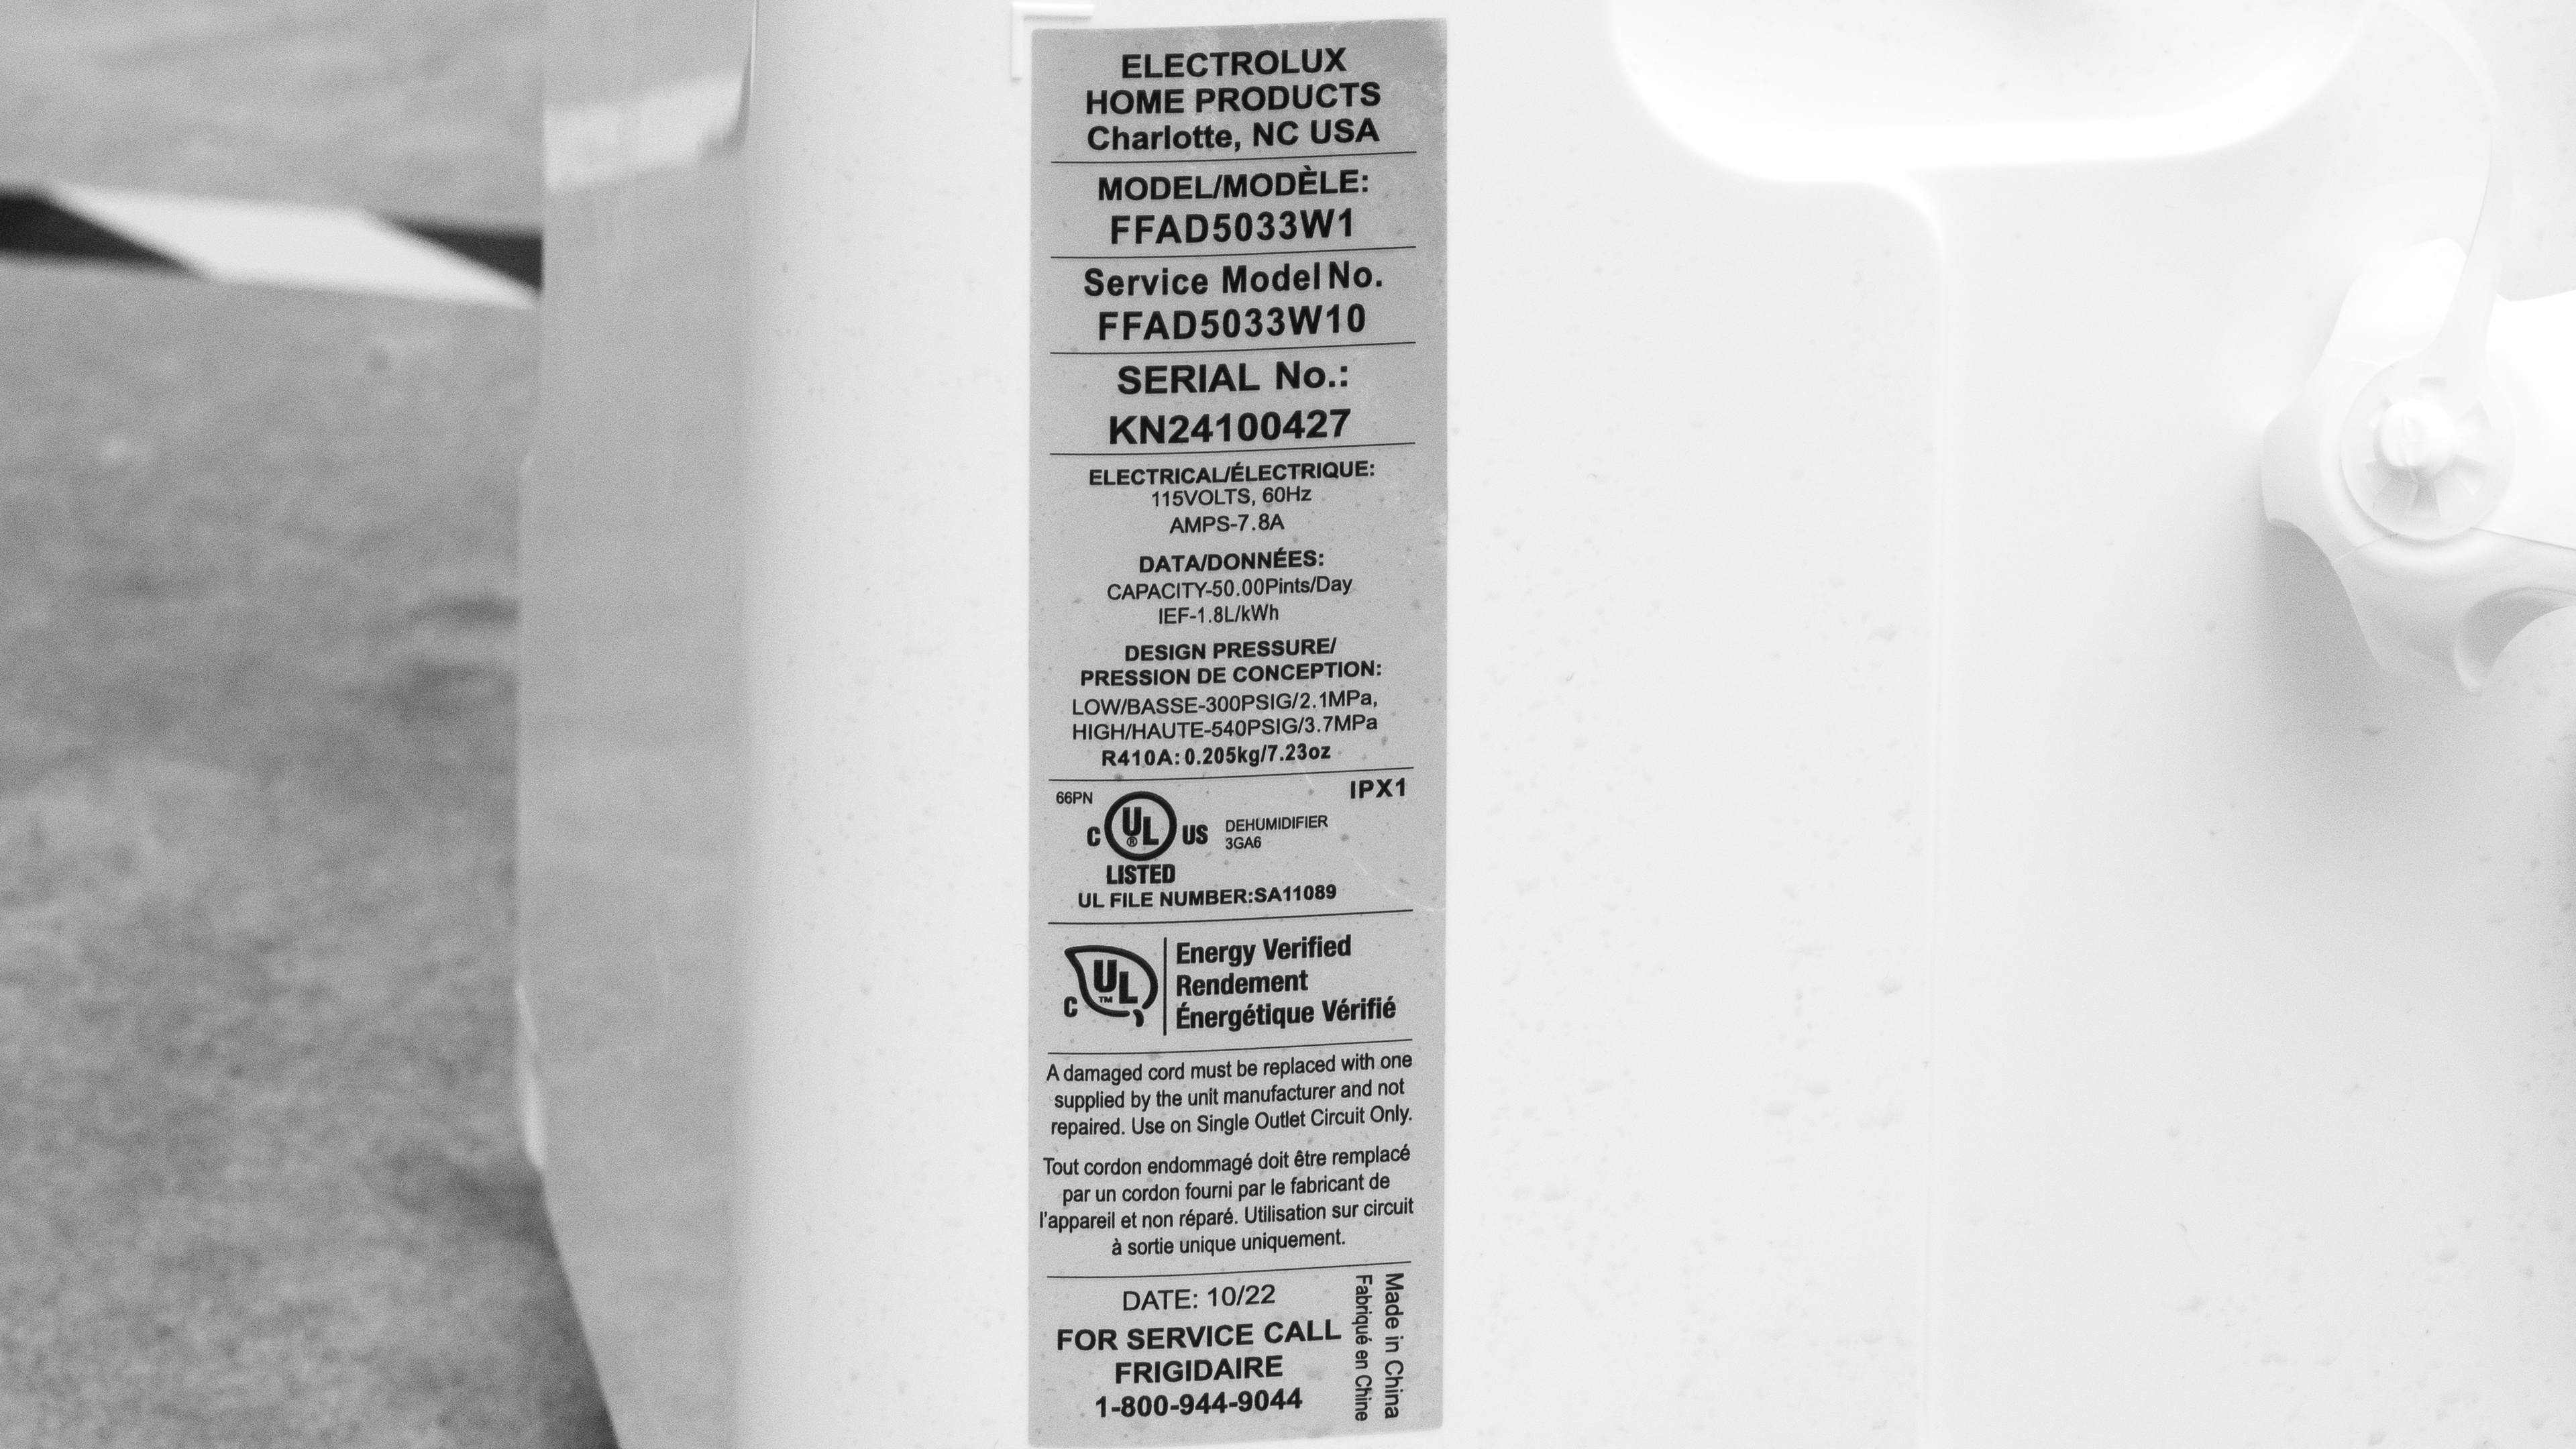 ELECTROLUX
HOME PRODUCTS
Charlotte, NC USA
MODEL/MODÈLE:
FFAD5033W1
Service Model No.
FFAD5033W10
SERIAL No.:
KN24100427
ELECTRICAL/ÉLECTRIQUE:
115VOLTS, 60Hz
AMPS-7.8A
DATA/DONNÉES:
CAPACITY-50.00Pints/Day
IEF-1.8L/kWh
DESIGN PRESSURE/
PRESSION DE CONCEPTION:
LOW/BASSE-300PSIG/2.1MPa,
HIGH/HAUTE-540PSIG/3.7MPa
R410A: 0.205kg/7.23oz
IPX1
66PN
C UL ® US
DEHUMIDIFIER
3GA6
LISTED
UL FILE NUMBER:SA11089
C UL ™
Energy Verified
Rendement
Énergétique Vérifié
A damaged cord must be replaced with one
supplied by the unit manufacturer and not
repaired. Use on Single Outlet Circuit Only.
Tout cordon endommagé doit être remplacé
par un cordon fourni par le fabricant de
l'appareil et non réparé. Utilisation sur circuit
à sortie unique uniquement.
DATE: 10/22
FOR SERVICE CALL
FRIGIDAIRE
1-800-944-9044
Made in China
Fabriqué en Chine